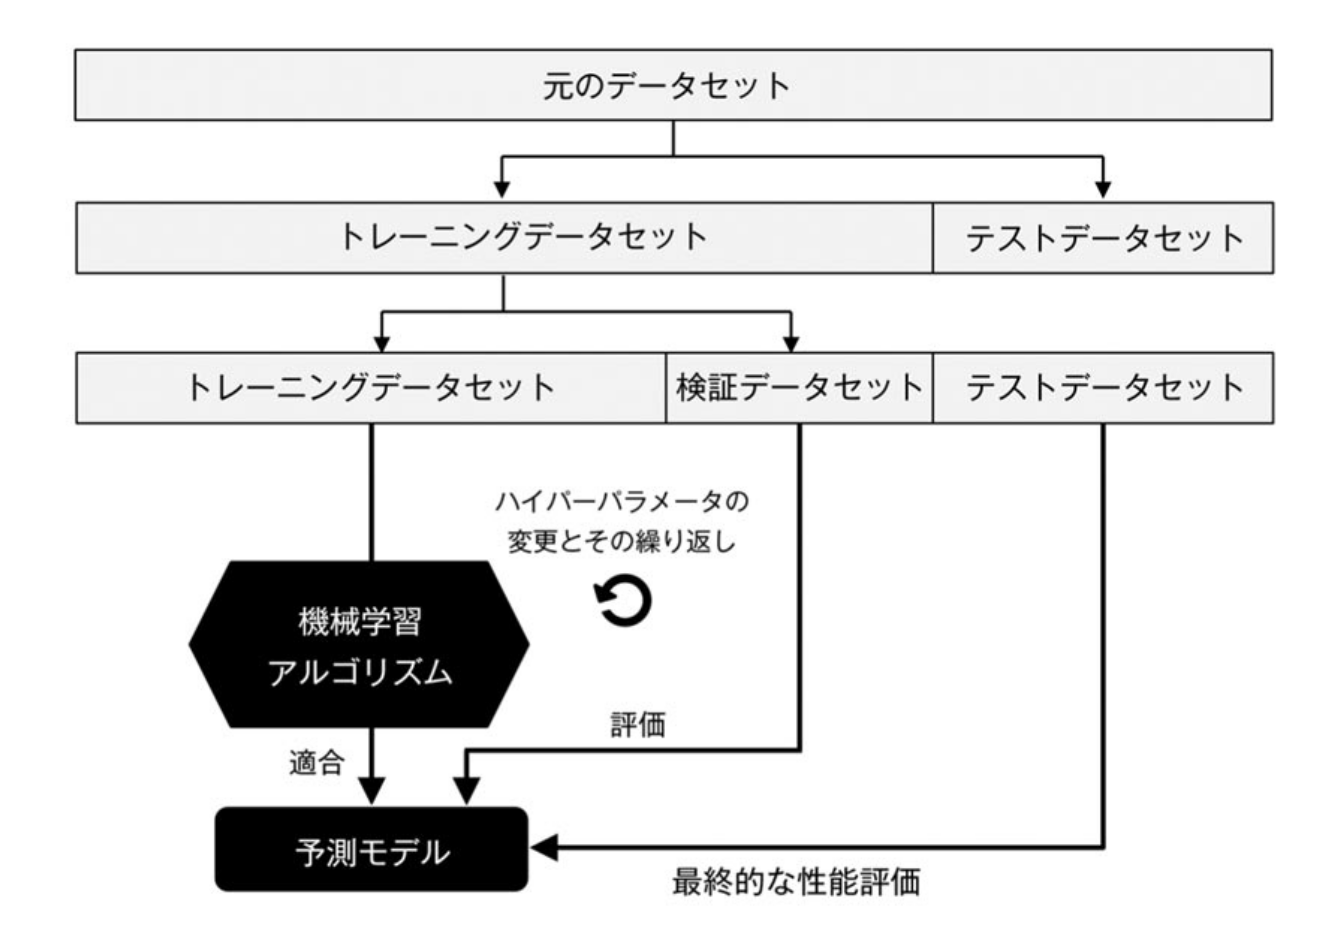 元のデータセット
トレーニングデータセット
テストデータセット
トレーニングデータセット
検証データセット
テストデータセット
ハイパーパラメータの
変更とその繰り返し
機械学習
アルゴリズム
評価
適合
予測モデル
最終的な性能評価